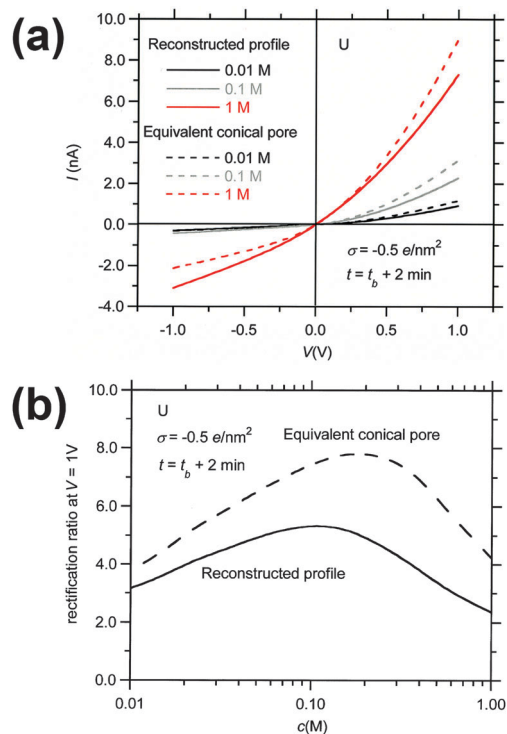 (a)
10.0
8.0
6.0
4.0
2.0
0.0
-2.0
-4.0
I (nA)
Reconstructed profile
0.01 M
0.1 M
1 M
Equivalent conical pore
0.01 M
0.1 M
1 M
U
σ = -0.5 e/nm²
t = t_b + 2 min
-1.0 -0.5 0.0 0.5 1.0
V(V)
(b)
10.0
8.0
6.0
4.0
2.0
0.0
rectification ratio at V = 1V
U
σ = -0.5 e/nm²
t = t_b + 2 min
Equivalent conical pore
Reconstructed profile
0.01 0.10 1.00
c(M)